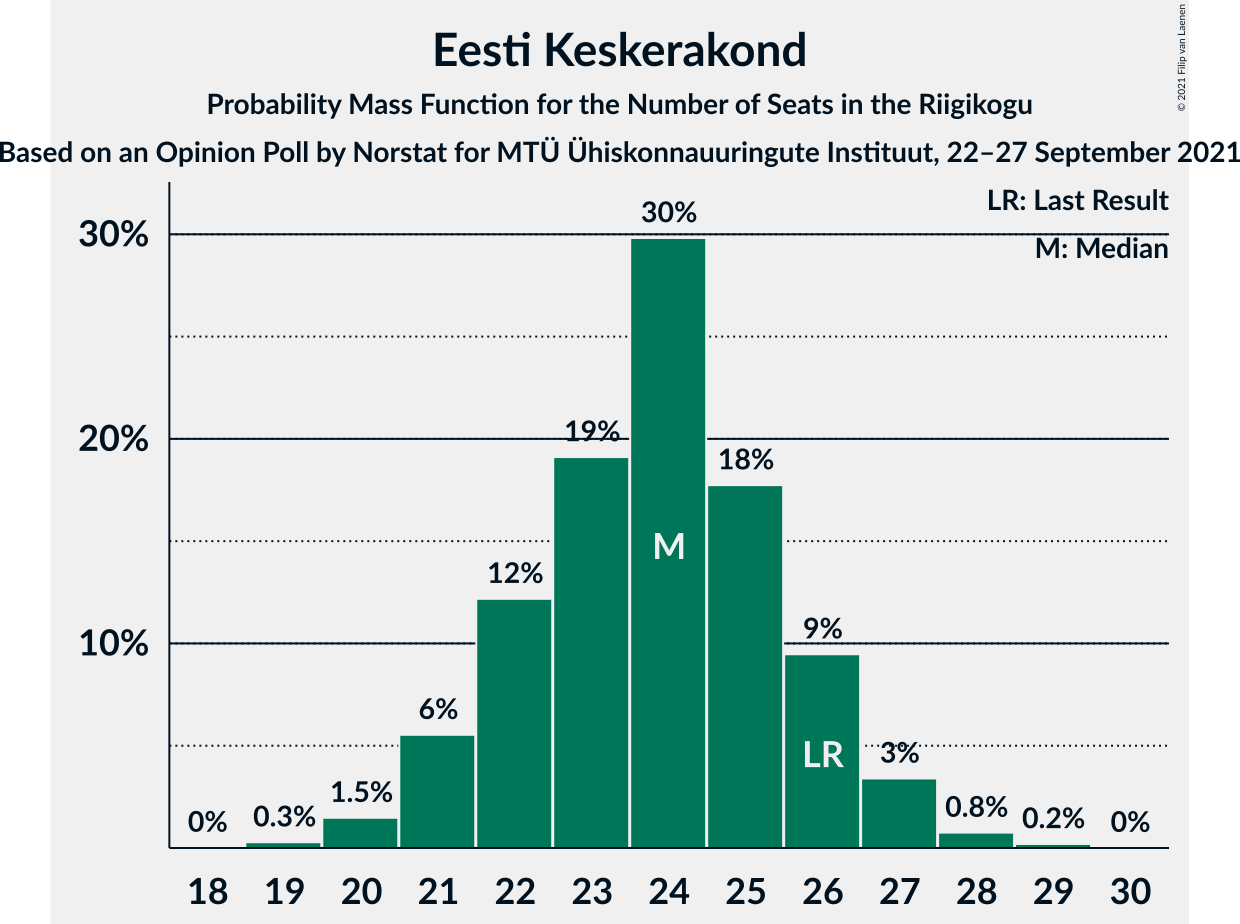 Eesti Keskerakond
Probability Mass Function for the Number of Seats in the Riigikogu
Based on an Opinion Poll by Norstat for MTÜ Ühiskonnauuringute Instituut, 22–27 September 2021
© 2021 Filip van Laenen
LR: Last Result
M: Median
30%
20%
10%
0%
0.3%
1.5%
6%
12%
19%
30%
18%
9%
3%
0.8%
0.2%
0%
M
LR
18 19 20 21 22 23 24 25 26 27 28 29 30